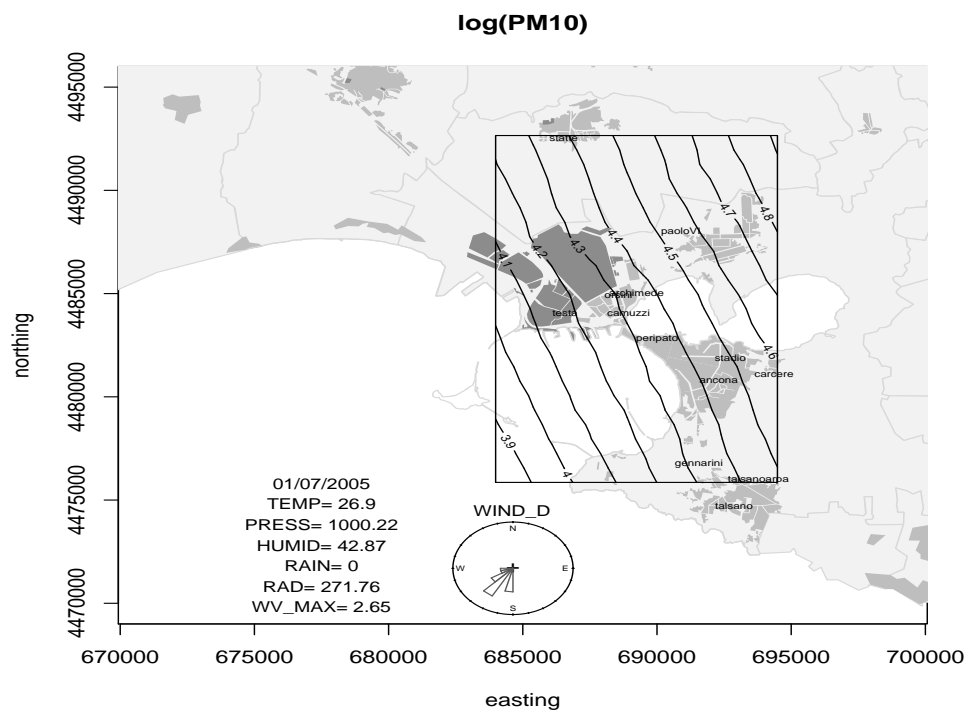 log(PM10)
4495000
4490000
4485000
4480000
4475000
4470000
northing
statte
4.7
4.8
paoloVI
4.4
4.3
4.5
4.2
4.1
archimede
orsini
testa
camuzzi
peripato
stadio
4.6
carcere
ancona
3.9
gennarini
4
talsanoarpa
talsano
01/07/2005
TEMP= 26.9
PRESS= 1000.22
HUMID= 42.87
RAIN= 0
RAD= 271.76
WV_MAX= 2.65
WIND_D
N
W
E
S
670000 675000 680000 685000 690000 695000 700000
easting